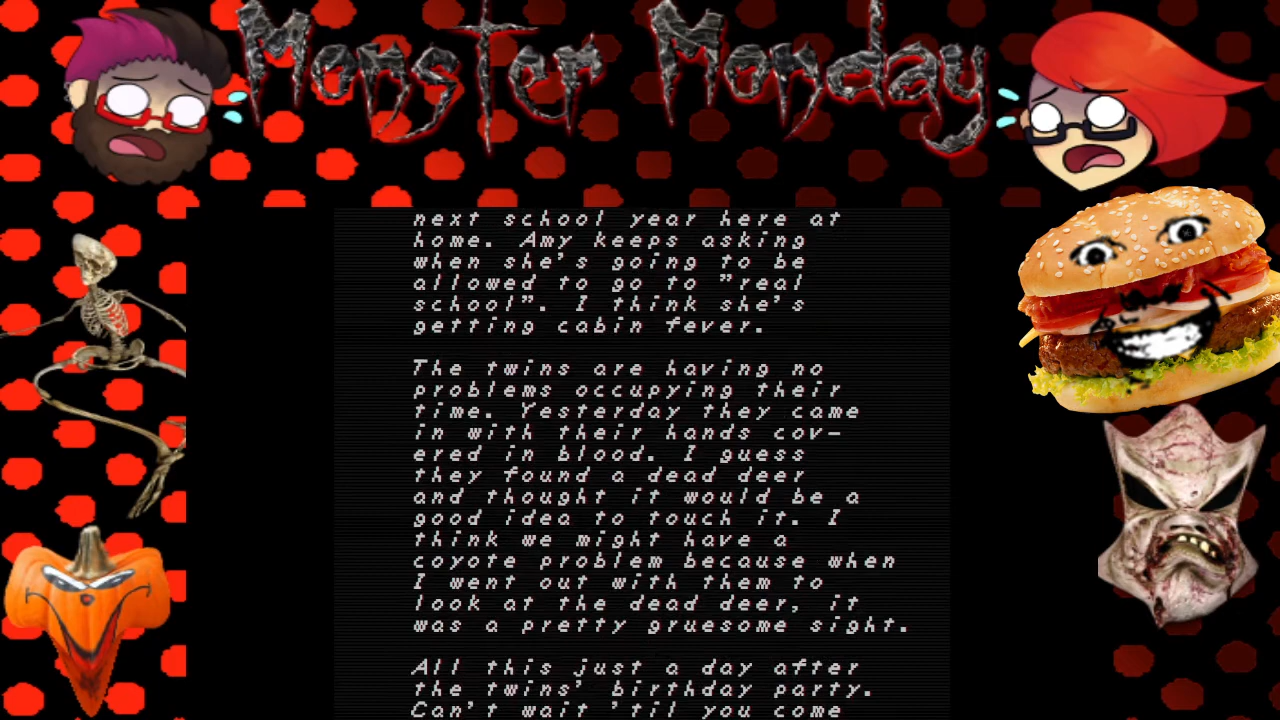 Monster Monday
next school year here at
home. Amy keeps asking
when she's going to be
allowed to go to "real
school". I think she's
getting cabin fever.
The twins are having no
problems occupying their
time. Yesterday they came
in with their hands cov-
ered in blood. I guess
they found a dead deer
and thought it would be a
good idea to touch it. I
think we might have a
coyote problem because when
I went out with them to
look at the dead deer, it
was a pretty gruesome sight.
All this just a day after
the twins' birthday party.
Can't wait 'til you come